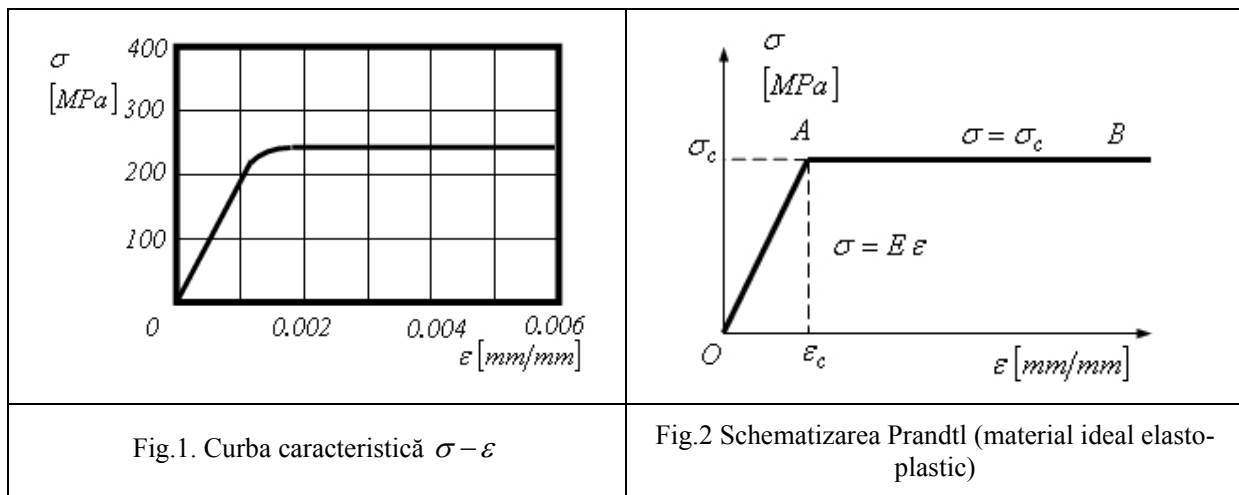 σ
[MPa]
400
300
200
100
0
0.002
0.004
0.006
ε [mm/mm]
σ
[MPa]
σc
A
σ = σc
B
σ = E ε
O
εc
ε [mm/mm]
Fig.1. Curba caracteristică σ − ε
Fig.2 Schematizarea Prandtl (material ideal elasto-
plastic)